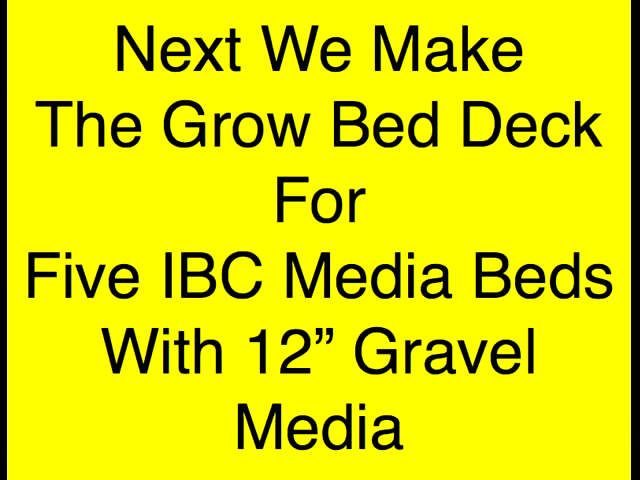 Next We Make
The Grow Bed Deck
For
Five IBC Media Beds
With 12” Gravel
Media